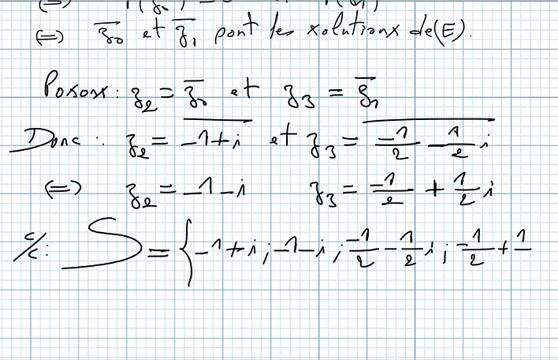 (⇐⇒) z̄₀ et z̄₁ sont les solutions de (E).
Posons : z₂ = z̄₀ et z₃ = z̄₁
Donc : z₂ = \overline{-1+i} et z₃ = \overline{-1/2 - 1/2 i}
⇐⇒ z₂ = -1-i z₃ = -1/2 + 1/2 i
c/c : S = {-1+i ; -1-i ; -1/2 - 1/2 i ; -1/2 + 1